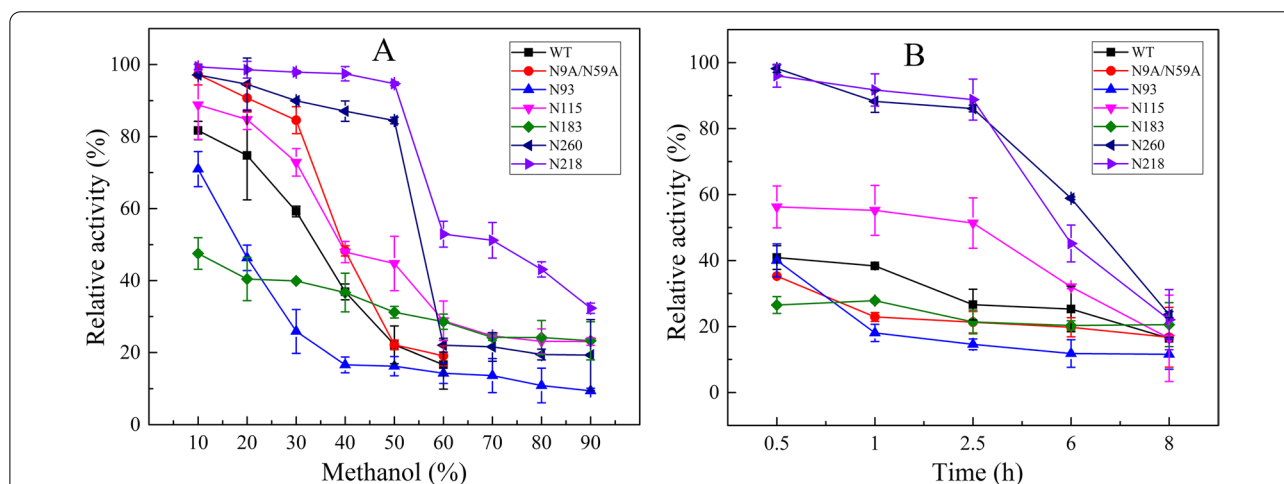 A
WT
N9A/N59A
N93
N115
N183
N260
N218
Relative activity (%)
100
80
60
40
20
0
10 20 30 40 50 60 70 80 90
Methanol (%)
B
WT
N9A/N59A
N93
N115
N183
N260
N218
Relative activity (%)
100
80
60
40
20
0
0.5 1 2.5 6 8
Time (h)